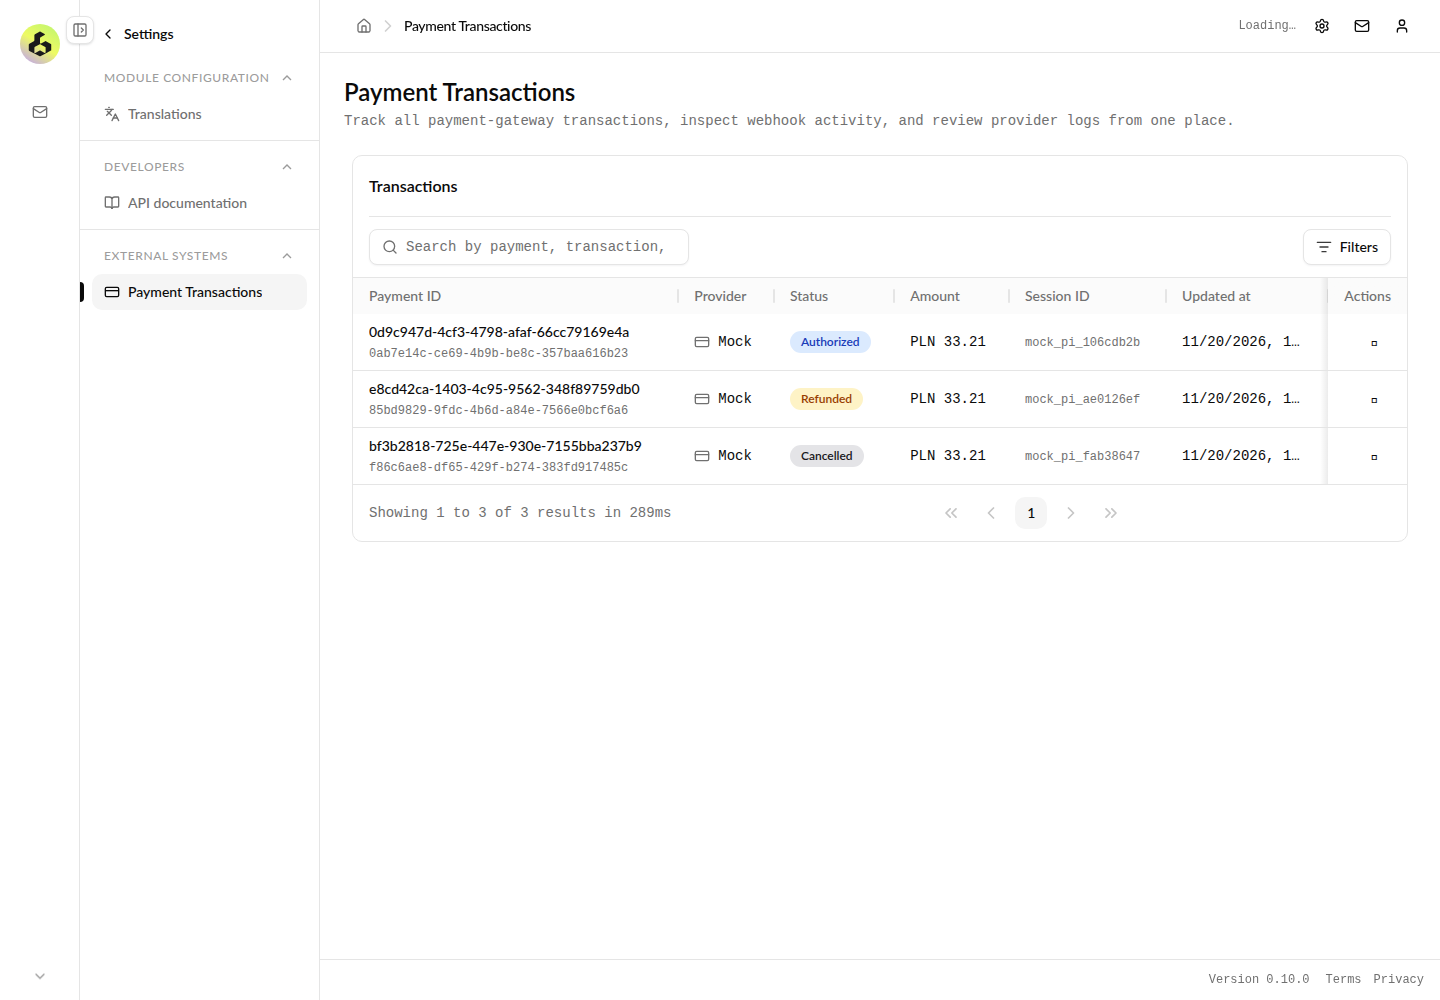 Settings
MODULE CONFIGURATION
Translations
DEVELOPERS
API documentation
EXTERNAL SYSTEMS
Payment Transactions
Payment Transactions
Loading…
Payment Transactions
Track all payment-gateway transactions, inspect webhook activity, and review provider logs from one place.
Transactions
Search by payment, transaction,
Filters
Payment ID Provider Status Amount Session ID Updated at Actions
0d9c947d-4cf3-4798-afaf-66cc79169e4a Mock Authorized PLN 33.21 mock_pi_106cdb2b 11/20/2026, 1…
0ab7e14c-ce69-4b9b-be8c-357baa616b23
e8cd42ca-1403-4c95-9562-348f89759db0 Mock Refunded PLN 33.21 mock_pi_ae0126ef 11/20/2026, 1…
85bd9829-9fdc-4b6d-a84e-7566e0bcf6a6
bf3b2818-725e-447e-930e-7155bba237b9 Mock Cancelled PLN 33.21 mock_pi_fab38647 11/20/2026, 1…
f86c6ae8-df65-429f-b274-383fd917485c
Showing 1 to 3 of 3 results in 289ms
1
Version 0.10.0 Terms Privacy